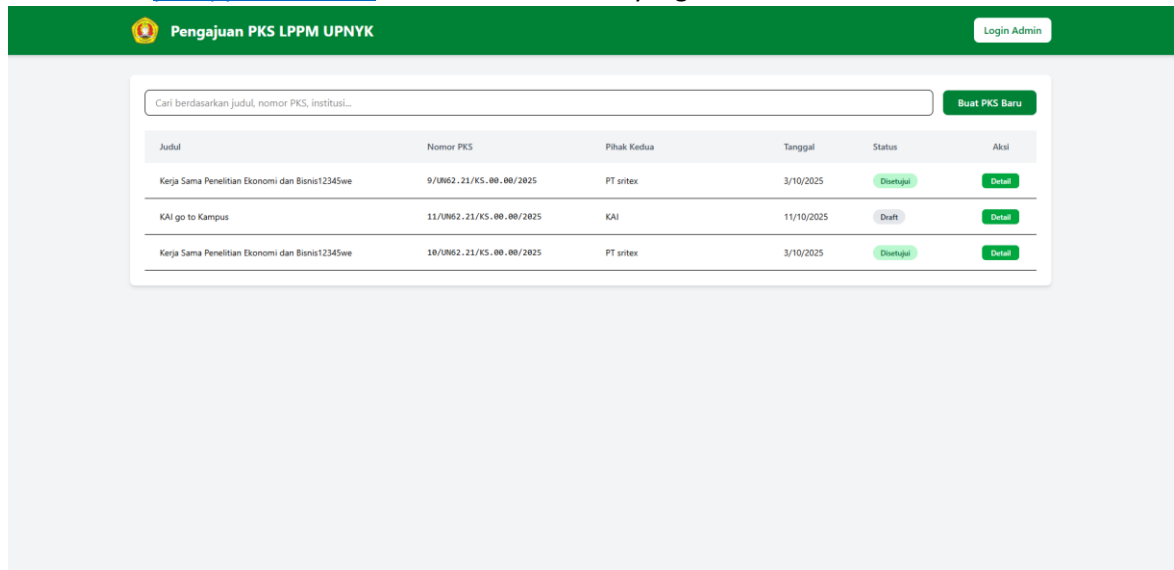 Pengajuan PKS LPPM UPNYK
Login Admin
Cari berdasarkan judul, nomor PKS, institusi...
Buat PKS Baru
Judul Nomor PKS Pihak Kedua Tanggal Status Aksi
Kerja Sama Penelitian Ekonomi dan Bisnis12345we 9/UN62.21/KS.00.00/2025 PT sritex 3/10/2025 Disetujui Detail
KAI go to Kampus 11/UN62.21/KS.00.00/2025 KAI 11/10/2025 Draft Detail
Kerja Sama Penelitian Ekonomi dan Bisnis12345we 10/UN62.21/KS.00.00/2025 PT sritex 3/10/2025 Disetujui Detail